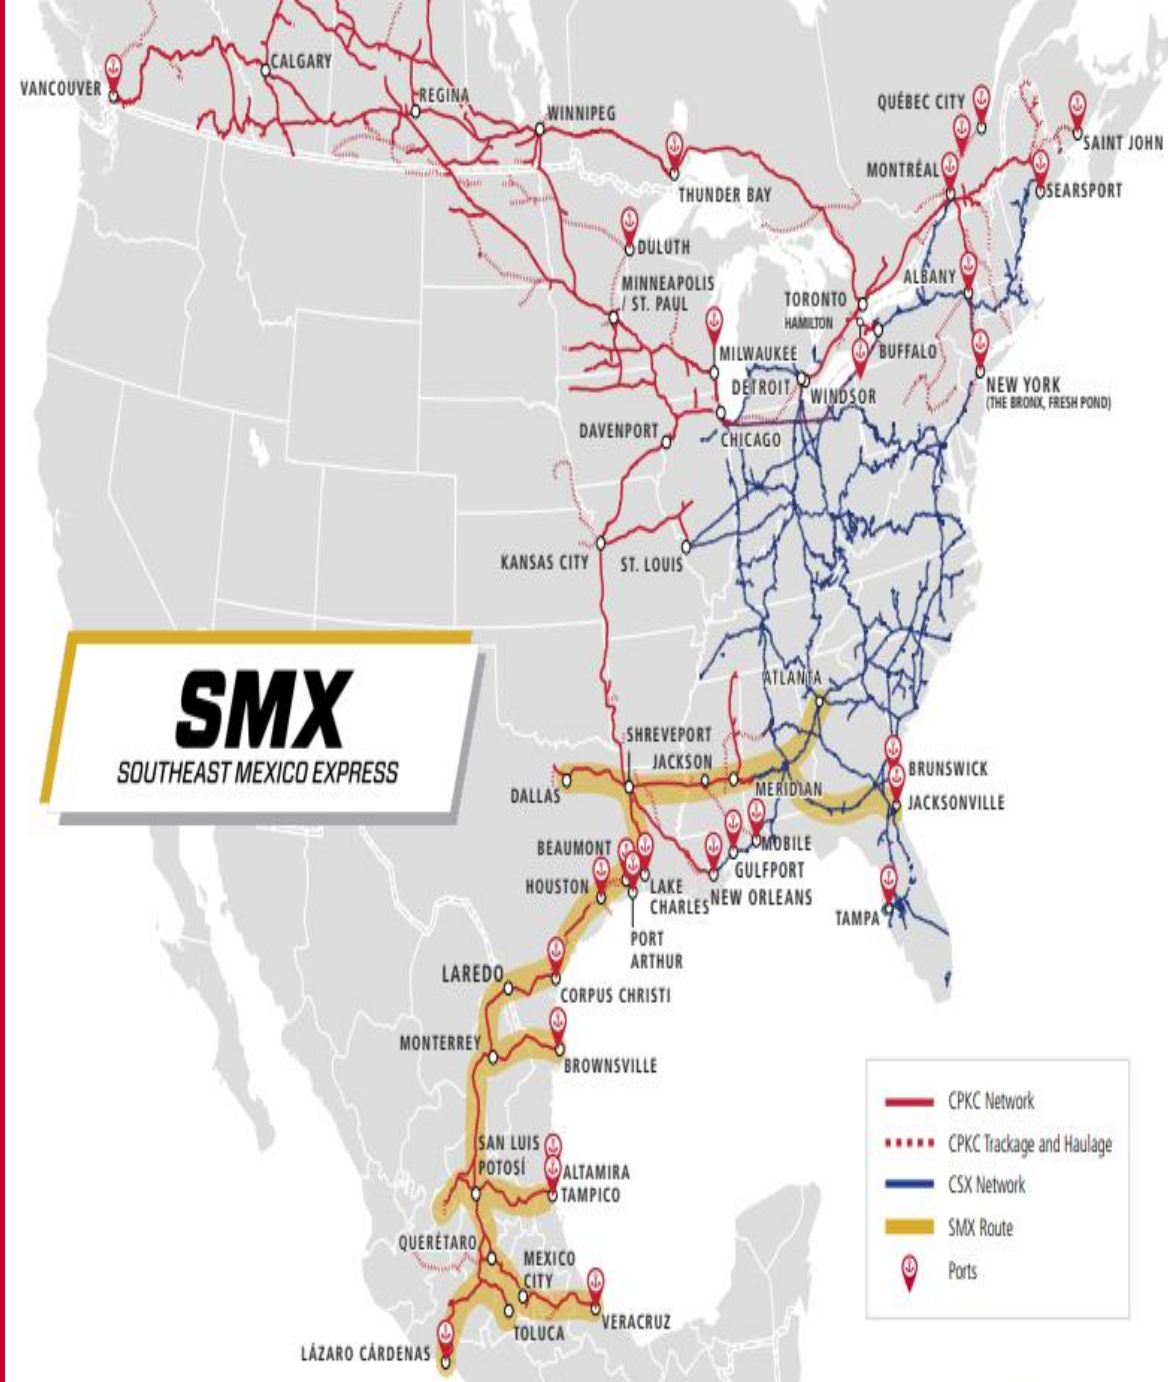 CALGARY
VANCOUVER
REGINA
WINNIPEG
QUÉBEC CITY
SAINT JOHN
MONTRÉAL
THUNDER BAY
SEARSPORT
DULUTH
ALBANY
MINNEAPOLIS
/ ST. PAUL
TORONTO
HAMILTON
BUFFALO
MILWAUKEE
DETROIT
WINDSOR
NEW YORK
(THE BRONX, FRESH POND)
DAVENPORT
CHICAGO
KANSAS CITY
ST. LOUIS
SMX
SOUTHEAST MEXICO EXPRESS
ATLANTA
SHREVEPORT
JACKSON
DALLAS
MERIDIAN
BRUNSWICK
JACKSONVILLE
BEAUMONT
MOBILE
GULFPORT
HOUSTON
LAKE
CHARLES
NEW ORLEANS
TAMPA
PORT
ARTHUR
LAREDO
CORPUS CHRISTI
MONTERREY
BROWNSVILLE
SAN LUIS
POTOSÍ
ALTAMIRA
TAMPICO
QUERÉTARO
MEXICO
CITY
VERACRUZ
TOLUCA
LÁZARO CÁRDENAS
CPKC Network
CPKC Trackage and Haulage
CSX Network
SMX Route
Ports